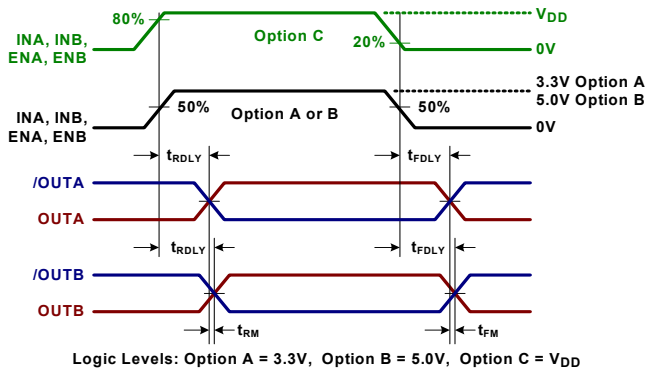 80%
Option C
VDD
INA, INB,
ENA, ENB
20%
0V
3.3V Option A
5.0V Option B
INA, INB,
ENA, ENB
50%
Option A or B
50%
0V
tRDLY
tFDLY
/OUTA
OUTA
tRDLY
tFDLY
/OUTB
OUTB
tRM
tFM
Logic Levels: Option A = 3.3V, Option B = 5.0V, Option C = VDD